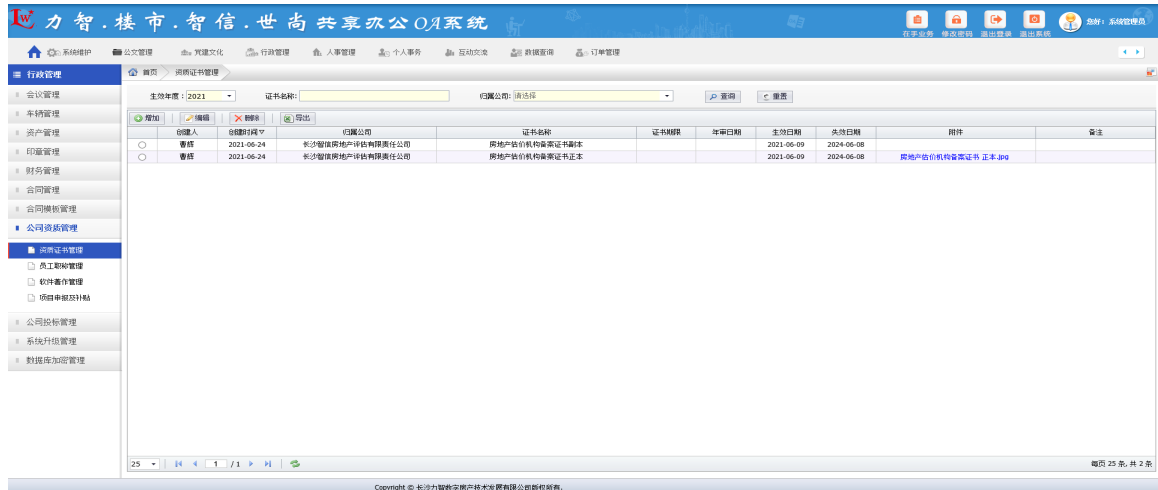 力智.楼市.智信.世尚共享办公OA系统
在手业务 修改密码 退出登录 退出系统 您好：系统管理员
系统维护 公文管理 党建文化 行政管理 人事管理 个人事务 互动交流 数据查询 订单管理
行政管理
首页 资质证书管理
会议管理
车辆管理
资产管理
印章管理
财务管理
合同管理
合同模板管理
公司资质管理
资质证书管理
员工职称管理
软件著作管理
项目申报及补贴
公司投标管理
系统升级管理
数据库加密管理
生效年度：2021 证书名称: 归属公司: 请选择 查询 重置
增加 编辑 删除 导出
创建人 创建时间 归属公司 证书名称 证书期限 年审日期 生效日期 失效日期 附件 备注
曹辉 2021-06-24 长沙智信房地产评估有限责任公司 房地产估价机构备案证书副本 2021-06-09 2024-06-08
曹辉 2021-06-24 长沙智信房地产评估有限责任公司 房地产估价机构备案证书正本 2021-06-09 2024-06-08 房地产估价机构备案证书 正本.jpg
25 1 /1 每页 25 条, 共 2 条
Copyright © 长沙力智数字房产技术发展有限公司版权所有.